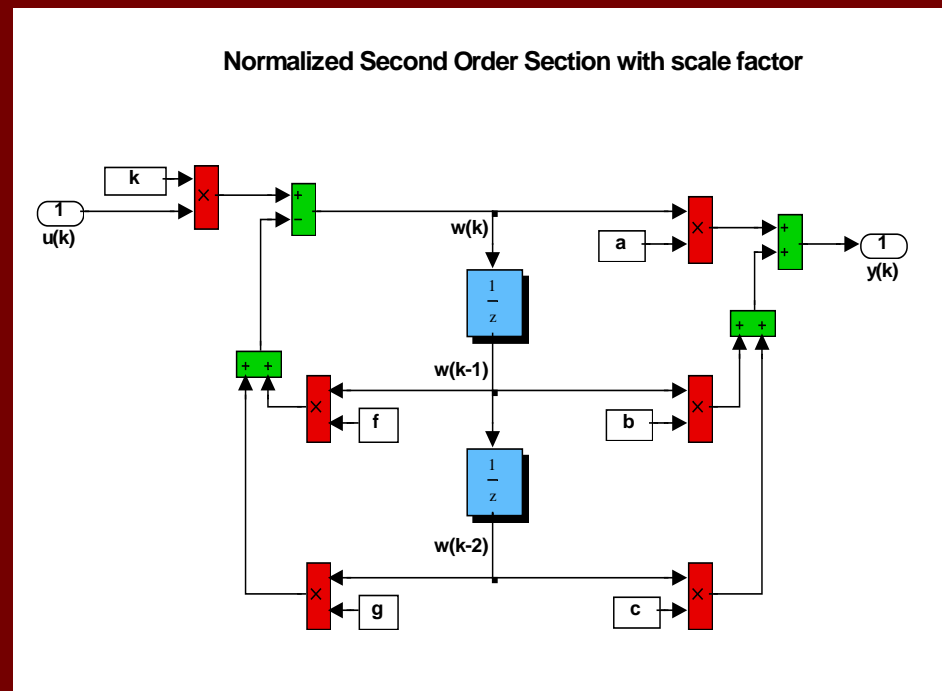 Normalized Second Order Section with scale factor
k
×
+
−
1
u(k)
w(k)
a
×
+
+
1
y(k)
1
z
+ +
+ +
w(k-1)
×
f
b
×
1
z
w(k-2)
×
g
c
×